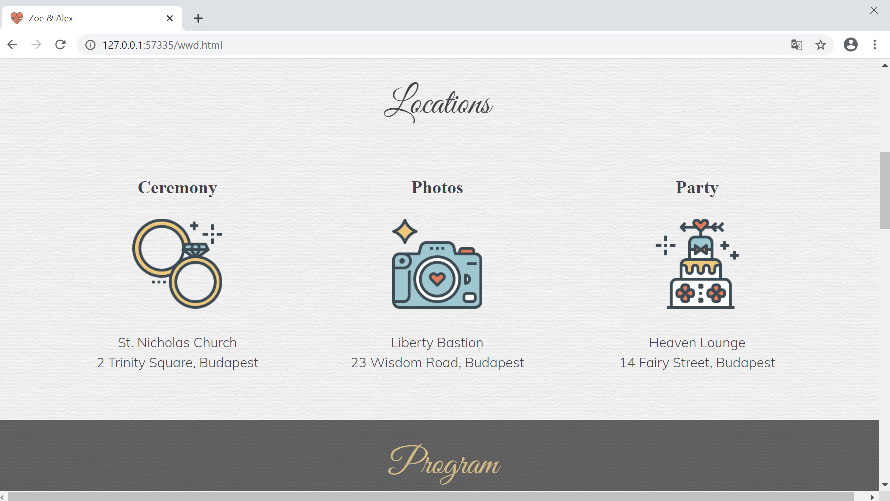 Zoe & Alex
127.0.0.1:57335/wwd.html
Locations
Ceremony
Photos
Party
St. Nicholas Church
2 Trinity Square, Budapest
Liberty Bastion
23 Wisdom Road, Budapest
Heaven Lounge
14 Fairy Street, Budapest
Program